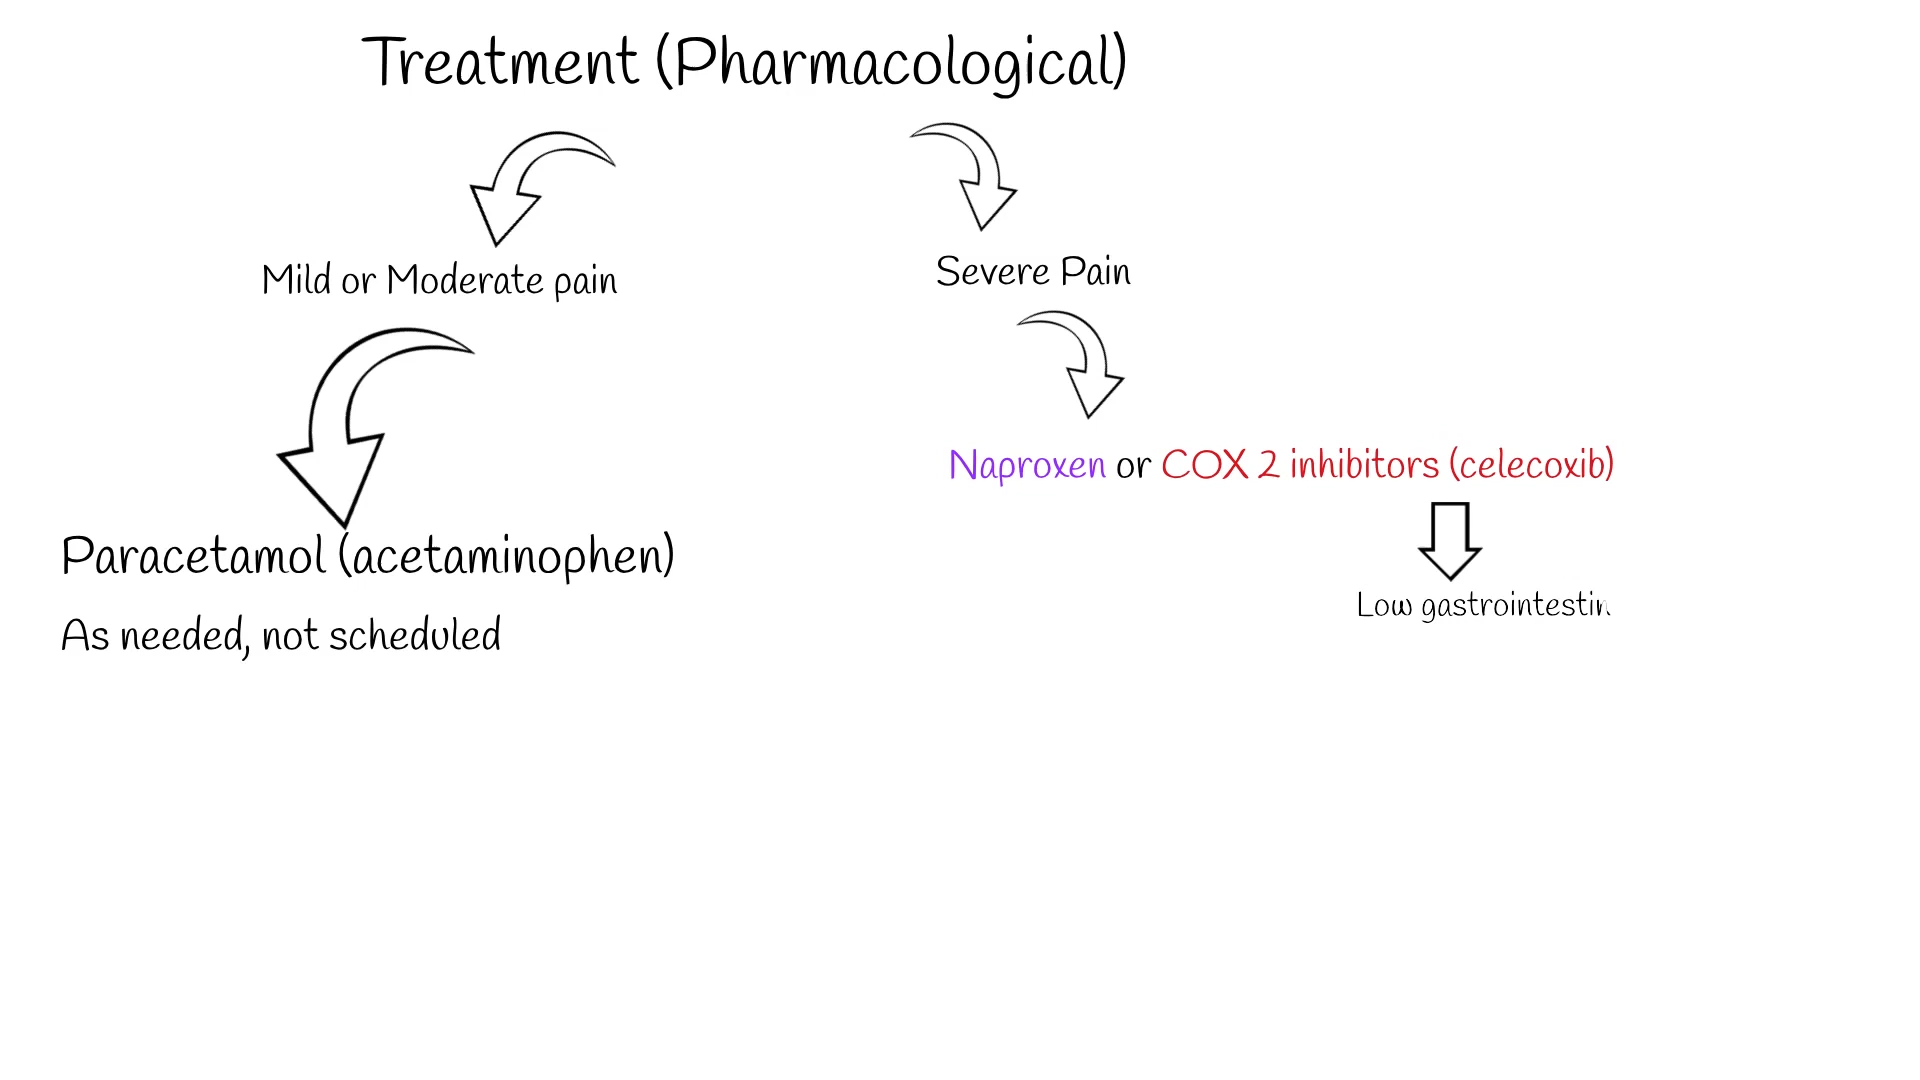 Treatment (Pharmacological)
Mild or Moderate pain
Severe Pain
Naproxen or COX 2 inhibitors (celecoxib)
Paracetamol (acetaminophen)
Low
As needed, not scheduled